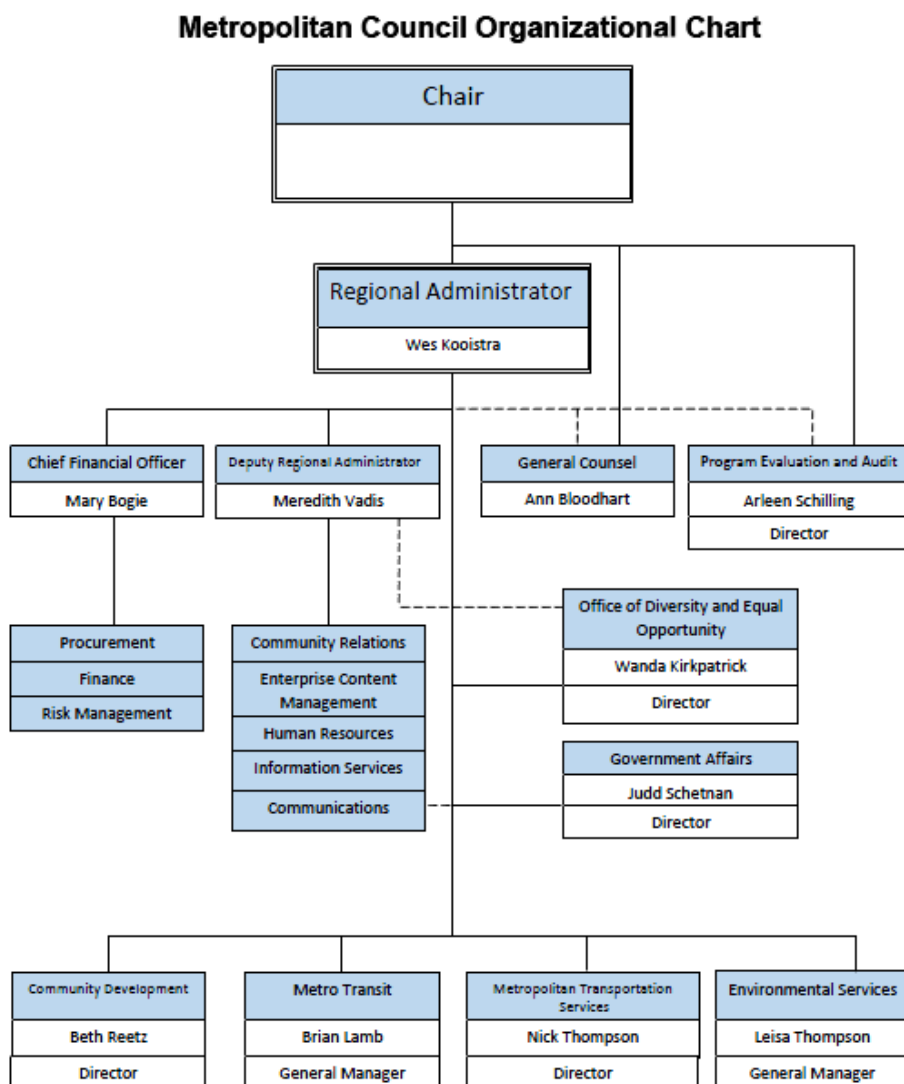 Metropolitan Council Organizational Chart
Chair
Regional Administrator
Wes Kooistra
Chief Financial Officer
Mary Bogie
Deputy Regional Administrator
Meredith Vadis
General Counsel
Ann Bloodhart
Program Evaluation and Audit
Arleen Schilling
Director
Procurement
Finance
Risk Management
Community Relations
Enterprise Content
Management
Human Resources
Information Services
Communications
Office of Diversity and Equal
Opportunity
Wanda Kirkpatrick
Director
Government Affairs
Judd Schetnan
Director
Community Development
Beth Reetz
Director
Metro Transit
Brian Lamb
General Manager
Metropolitan Transportation
Services
Nick Thompson
Director
Environmental Services
Leisa Thompson
General Manager